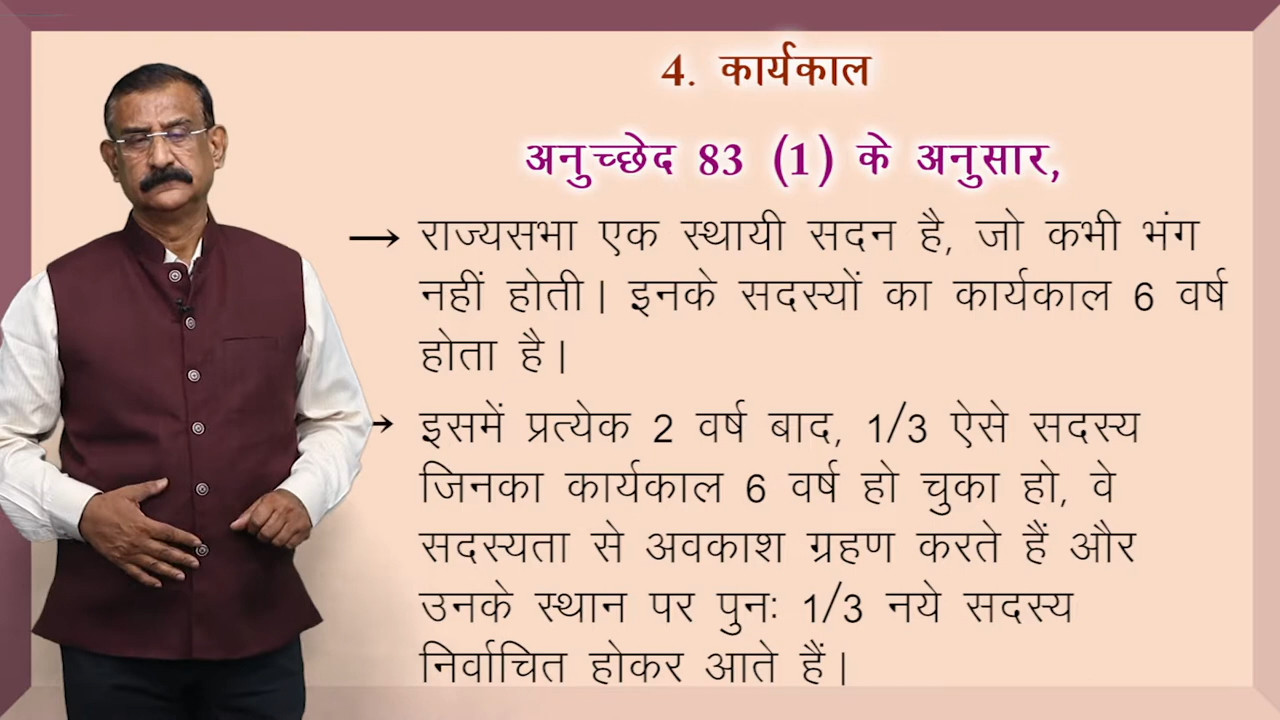 4. कार्यकाल
अनुच्छेद 83 (1) के अनुसार,
→ राज्यसभा एक स्थायी सदन है, जो कभी भंग
नहीं होती। इनके सदस्यों का कार्यकाल 6 वर्ष
होता है।
→ इसमें प्रत्येक 2 वर्ष बाद, 1/3 ऐसे सदस्य
जिनका कार्यकाल 6 वर्ष हो चुका हो, वे
सदस्यता से अवकाश ग्रहण करते हैं और
उनके स्थान पर पुनः 1/3 नये सदस्य
निर्वाचित होकर आते हैं।